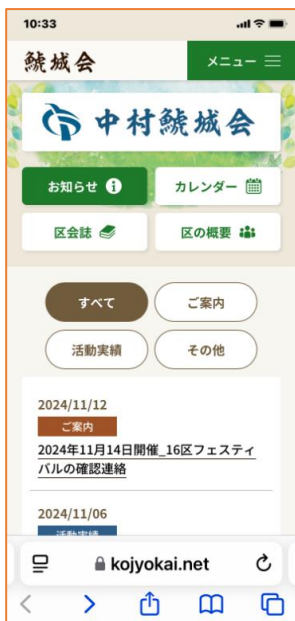 10:33
鯱城会
メニュー
中村鯱城会
お知らせ
カレンダー
区会誌
区の概要
すべて
ご案内
活動実績
その他
2024/11/12
ご案内
2024年11月14日開催_16区フェスティ
バルの確認連絡
2024/11/06
活動実績
kojyokai.net